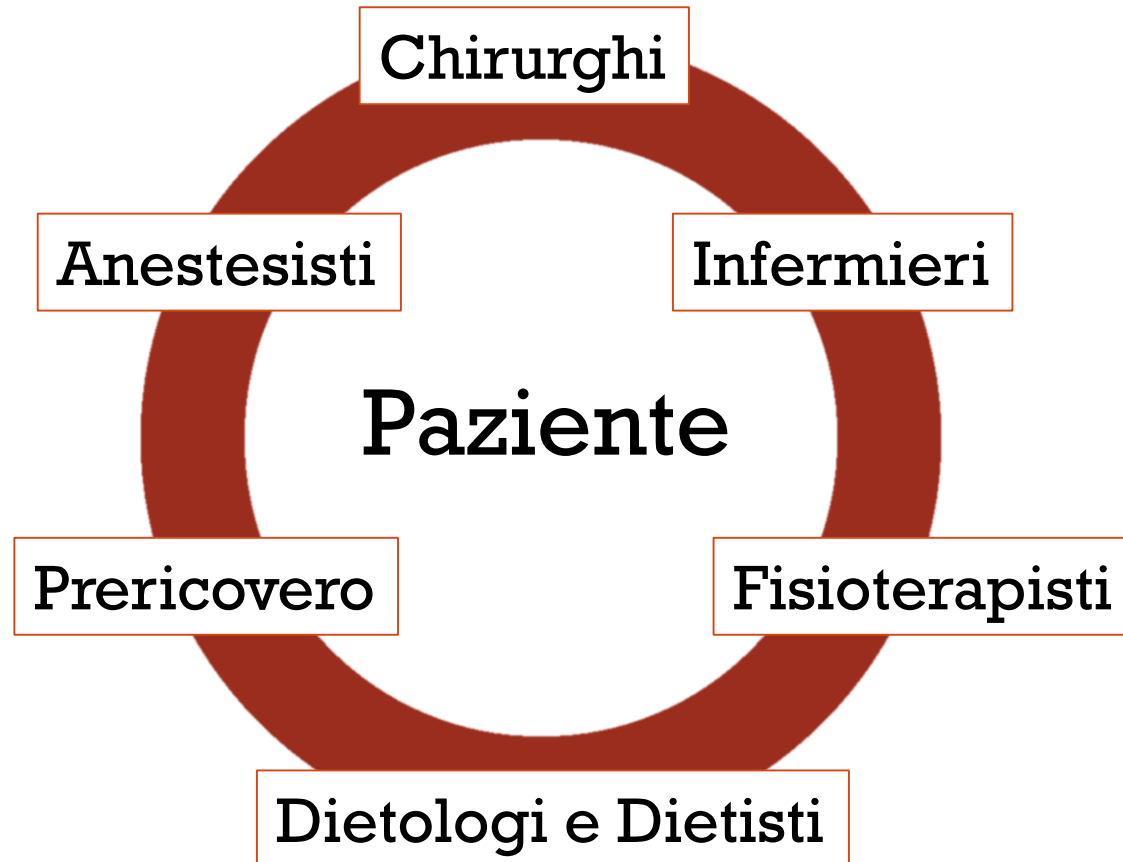 Chirurghi
Anestesisti
Infermieri
Paziente
Prericovero
Fisioterapisti
Dietologi e Dietisti